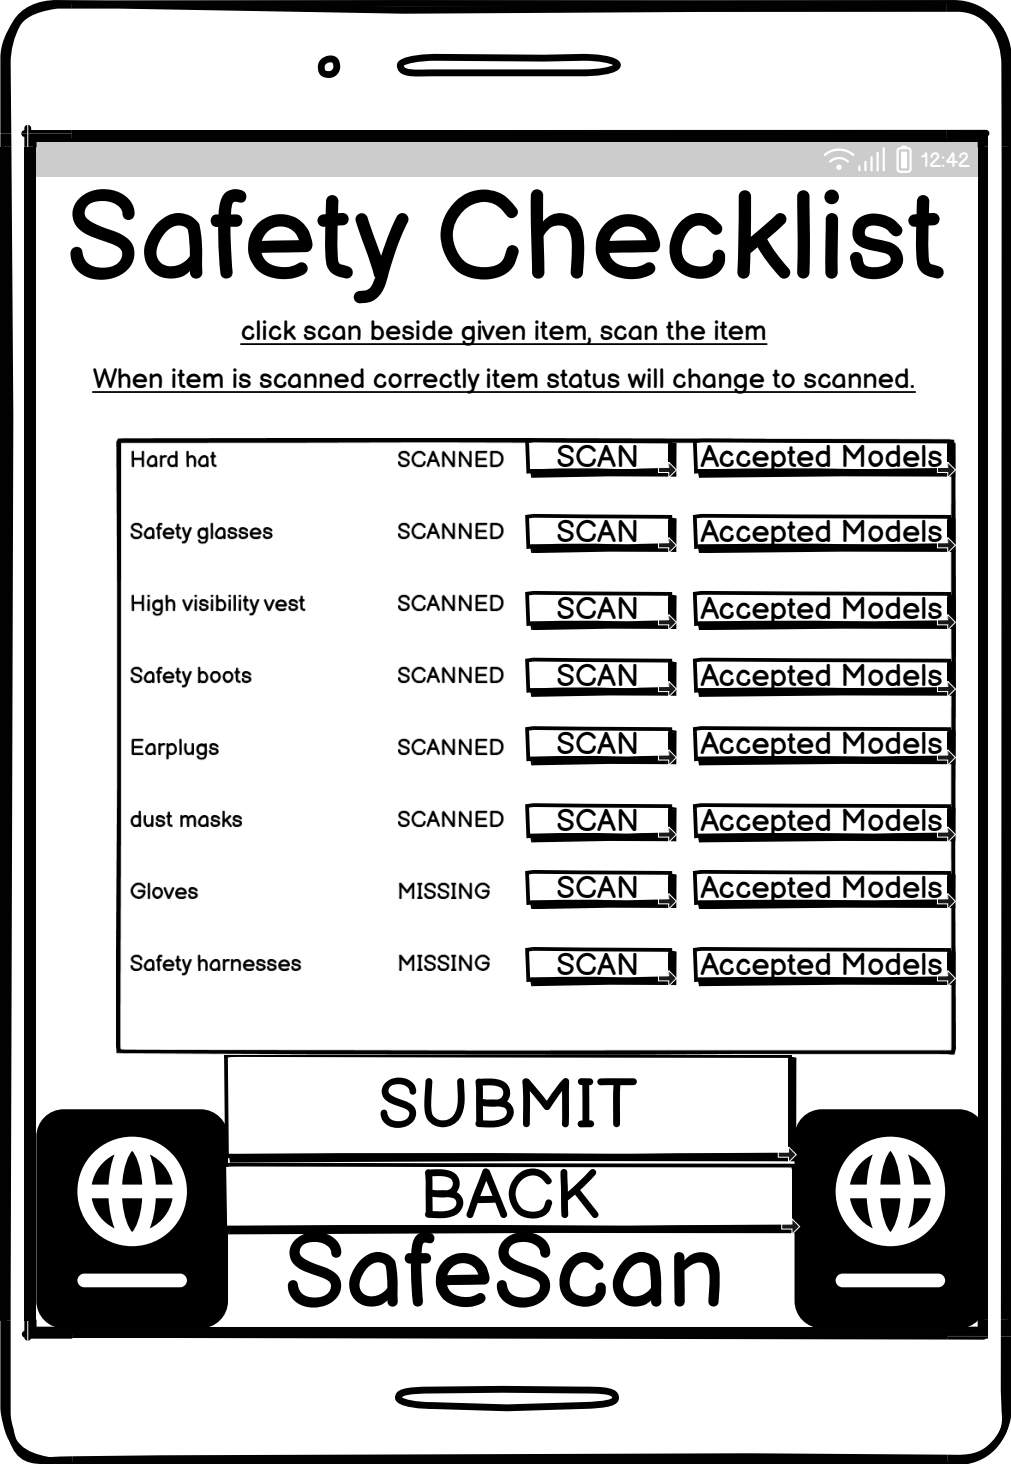 12:42
Safety Checklist
click scan beside given item, scan the item
When item is scanned correctly item status will change to scanned.
Hard hat SCANNED SCAN Accepted Models
Safety glasses SCANNED SCAN Accepted Models
High visibility vest SCANNED SCAN Accepted Models
Safety boots SCANNED SCAN Accepted Models
Earplugs SCANNED SCAN Accepted Models
dust masks SCANNED SCAN Accepted Models
Gloves MISSING SCAN Accepted Models
Safety harnesses MISSING SCAN Accepted Models
SUBMIT
BACK
SafeScan